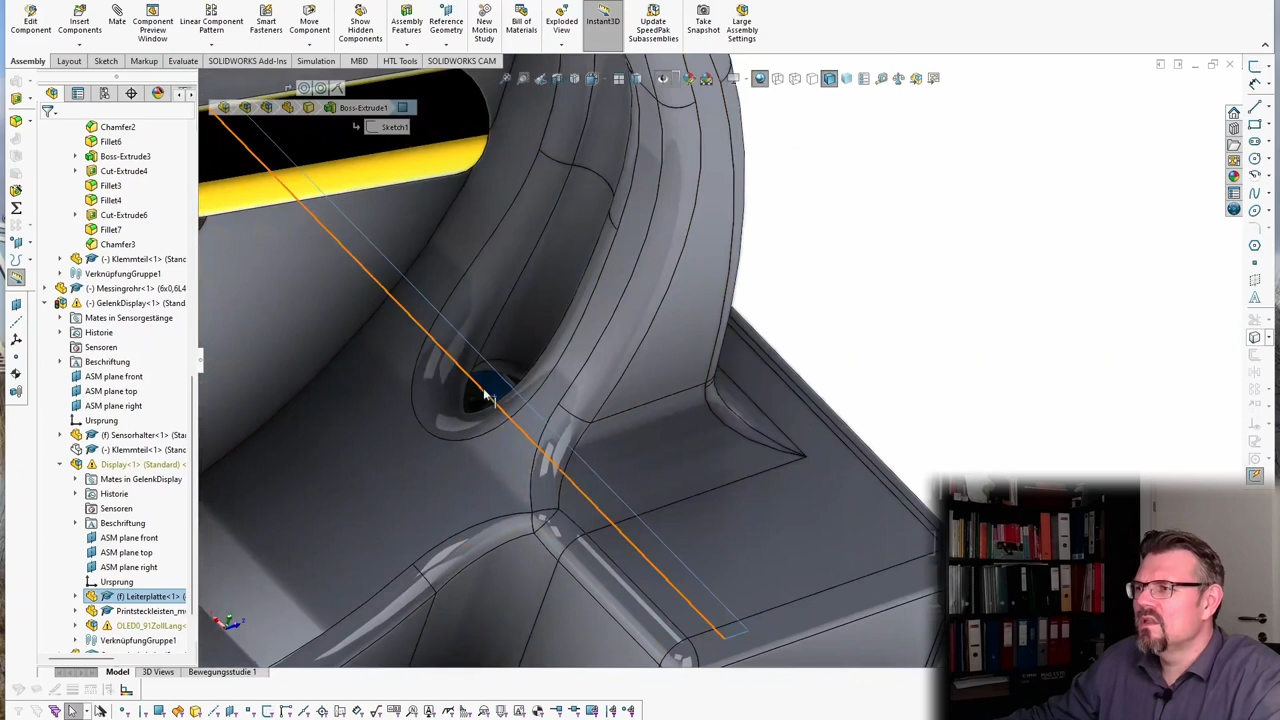 Edit Component
Insert Components
Mate
Component Preview Window
Linear Component Pattern
Smart Fasteners
Move Component
Show Hidden Components
Assembly Features
Reference Geometry
New Motion Study
Bill of Materials
Exploded View
Instant3D
Update SpeedPak Subassemblies
Take Snapshot
Large Assembly Settings
Assembly
Layout
Sketch
Markup
Evaluate
SOLIDWORKS Add-Ins
Simulation
MBD
HTL Tools
SOLIDWORKS CAM
Boss-Extrude1
Sketch1
Chamfer2
Fillet6
Boss-Extrude3
Cut-Extrude4
Fillet3
Fillet4
Cut-Extrude6
Fillet7
Chamfer3
(-) Klemmteil<1> (Stanc
VerknüpfungGruppe1
(-) Messingrohr<1> (6x0,6L4
(-) GelenkDisplay<1> (Stand
Mates in Sensorgestänge
Historie
Sensoren
Beschriftung
ASM plane front
ASM plane top
ASM plane right
Ursprung
(f) Sensorhalter<1> (Sta
(-) Klemmteil<1> (Stanc
Display<1> (Standard) <
Mates in GelenkDisplay
Historie
Sensoren
Beschriftung
ASM plane front
ASM plane top
ASM plane right
Ursprung
(f) Leiterplatte<1> (
Printsteckleisten_m
OLED0_91ZollLang<
VerknüpfungGruppe1
Model
3D Views
Bewegungsstudie 1